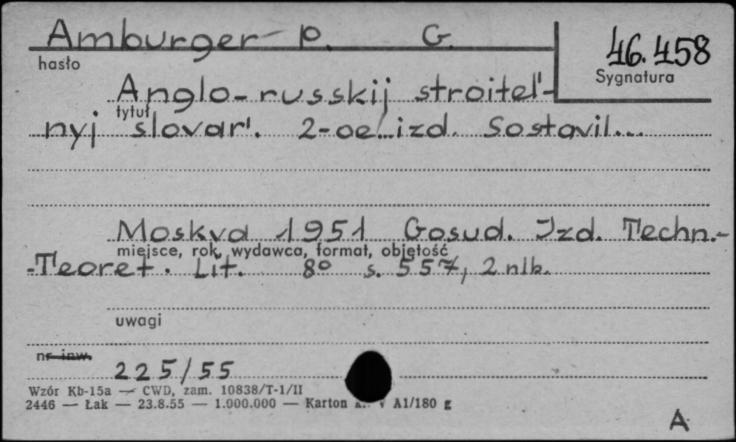 Amburger P. G.
hasło
46.458
Sygnatura
Anglo-russkij stroitel'-
tytuł
nyj slovar'. 2-oe izd. Sostavil...
Moskva 1951 Gosud. Izd. Techn.-
miejsce, rok, wydawca, format, objętość
-Teoret. Lit. 8° s. 557, 2 nlb.
uwagi
nr inw.
225/55
Wzór Kb-15a — CWD, zam. 10838/T-1/II
2446 — Łak — 23.8.55 — 1.000.000 — Karton V A1/180 g
A